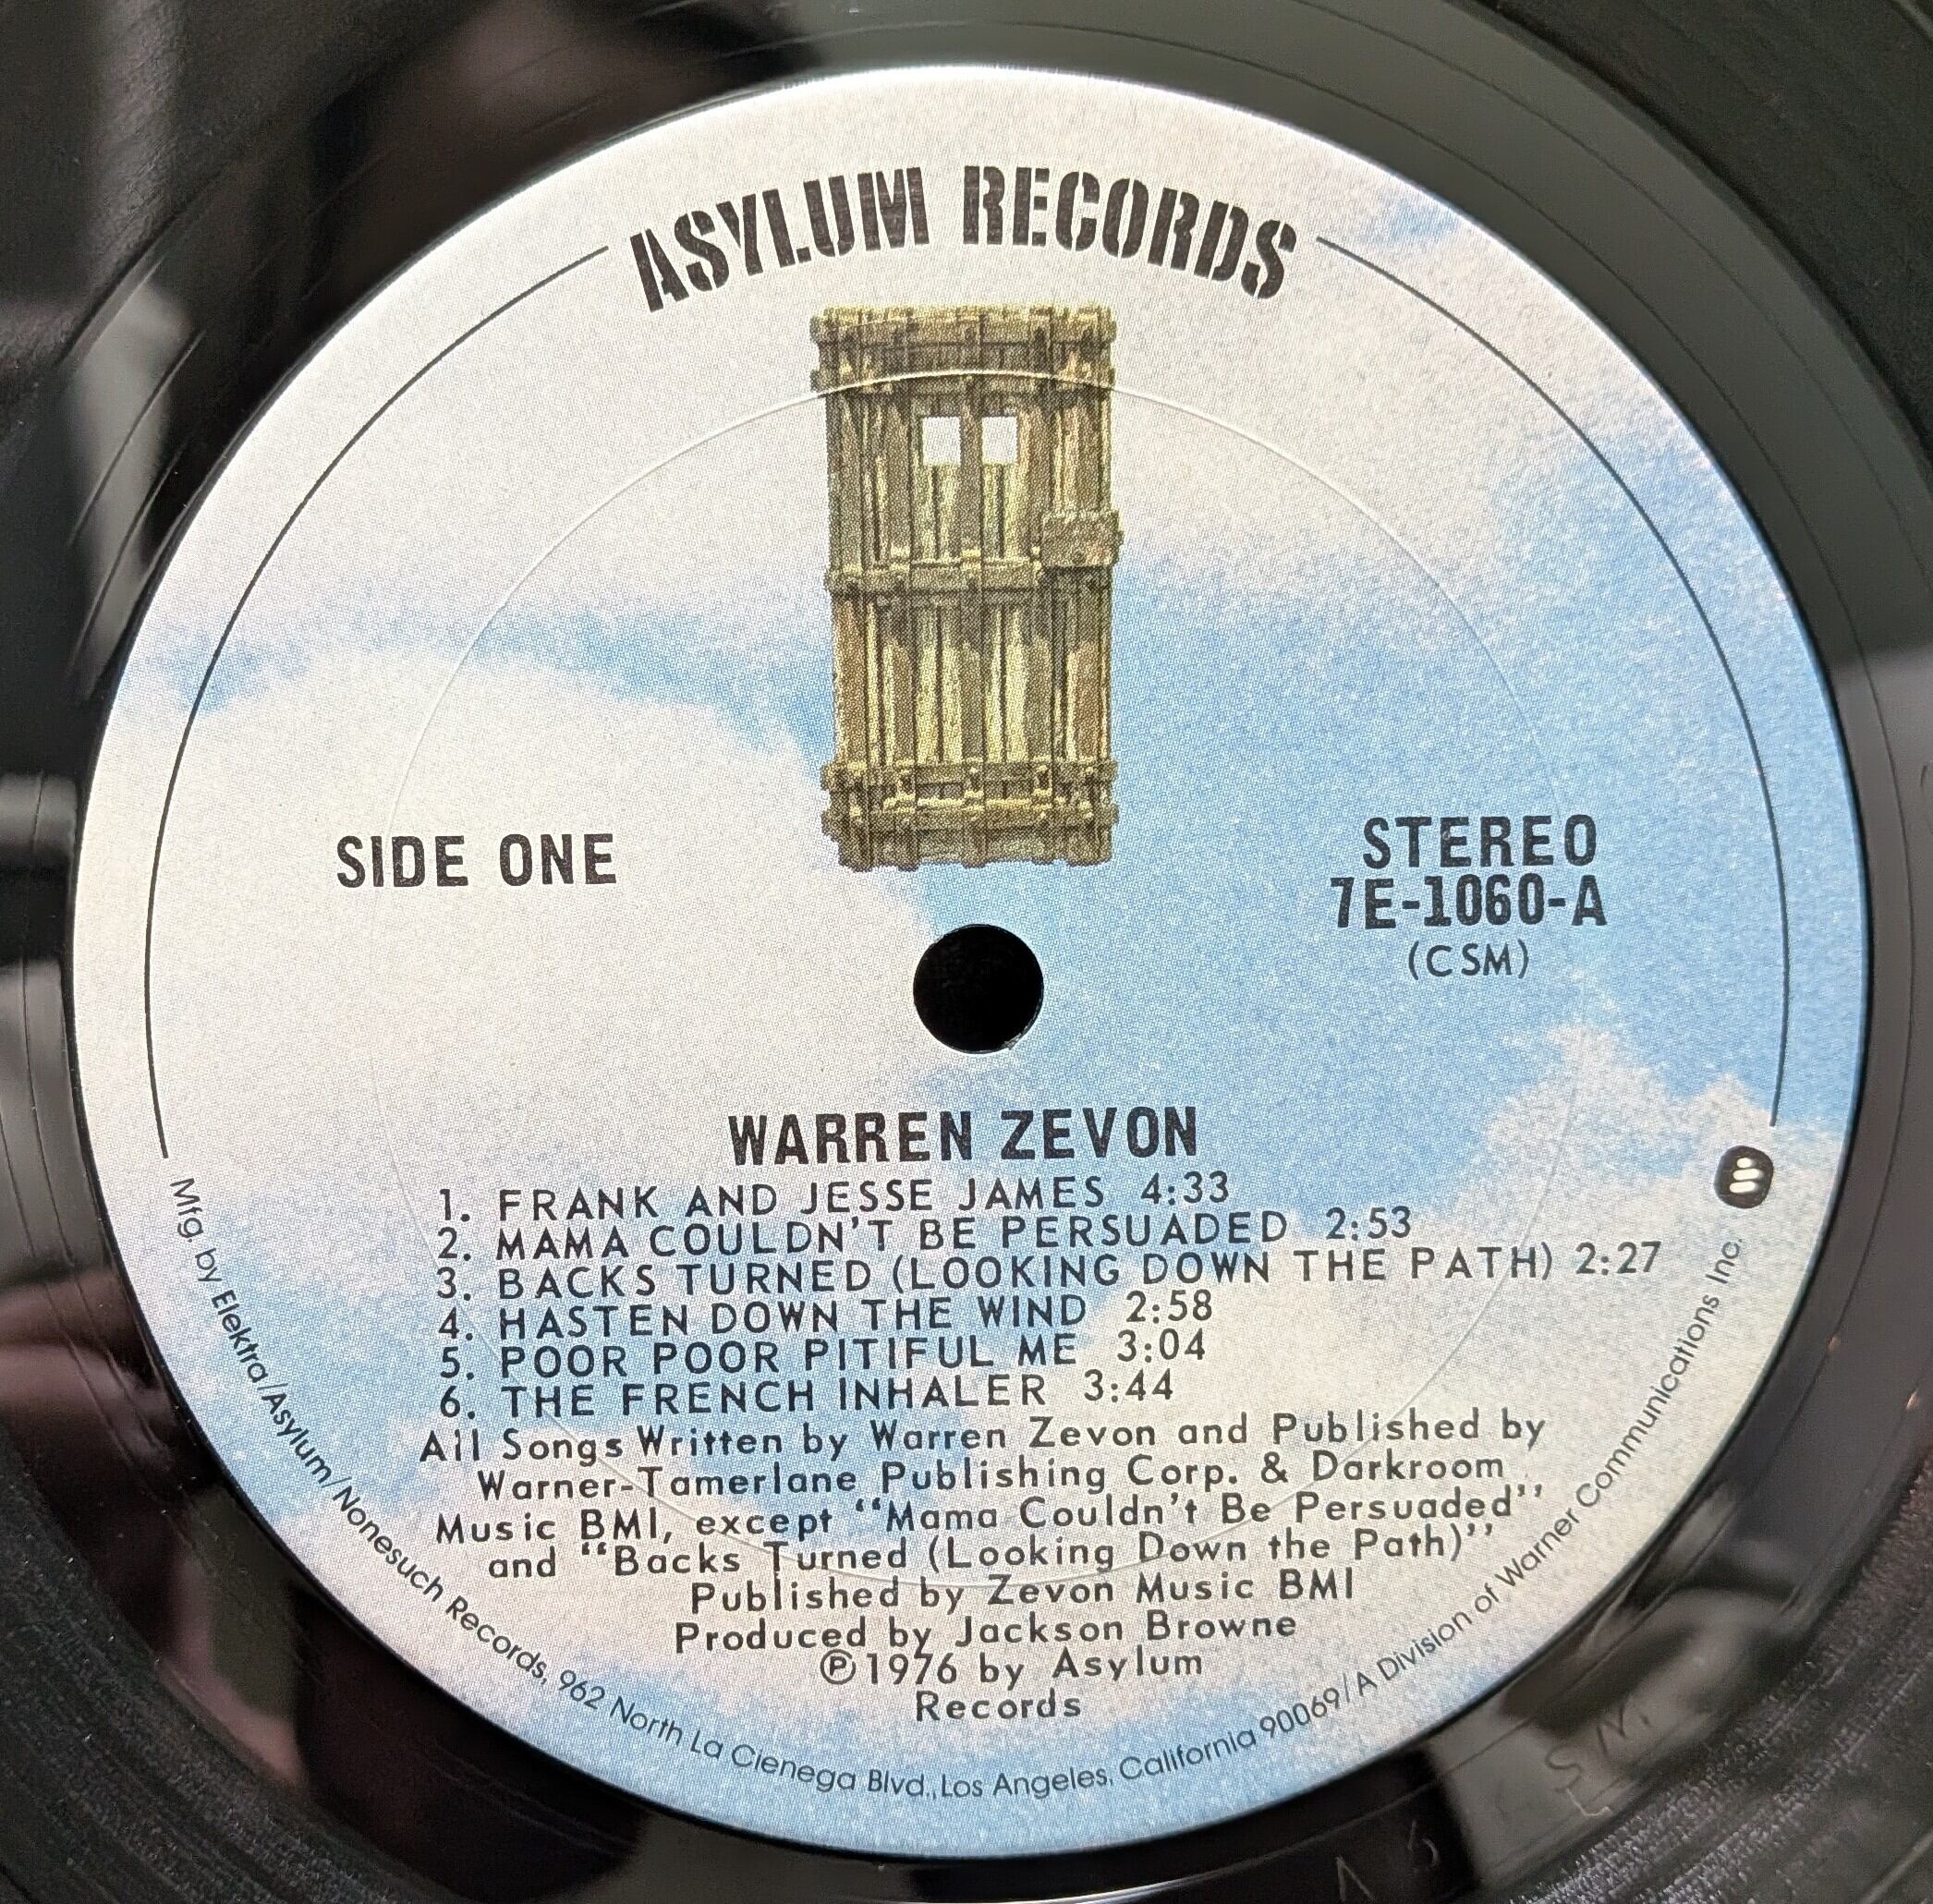 ASYLUM RECORDS
SIDE ONE
STEREO
7E-1060-A
(CSM)
WARREN ZEVON
1. FRANK AND JESSE JAMES 4:33
2. MAMA COULDN'T BE PERSUADED 2:53
3. BACKS TURNED (LOOKING DOWN THE PATH) 2:27
4. HASTEN DOWN THE WIND 2:58
5. POOR POOR PITIFUL ME 3:04
6. THE FRENCH INHALER 3:44
All Songs Written by Warren Zevon and Published by
Warner-Tamerlane Publishing Corp. & Darkroom
Music BMI, except "Mama Couldn't Be Persuaded"
and "Backs Turned (Looking Down the Path)"
Published by Zevon Music BMI
Produced by Jackson Browne
℗1976 by Asylum
Records
Mfg. by Elektra/Asylum/Nonesuch Records, 962 North La Cienega Blvd., Los Angeles, California 90069/A Division of Warner Communications Inc.